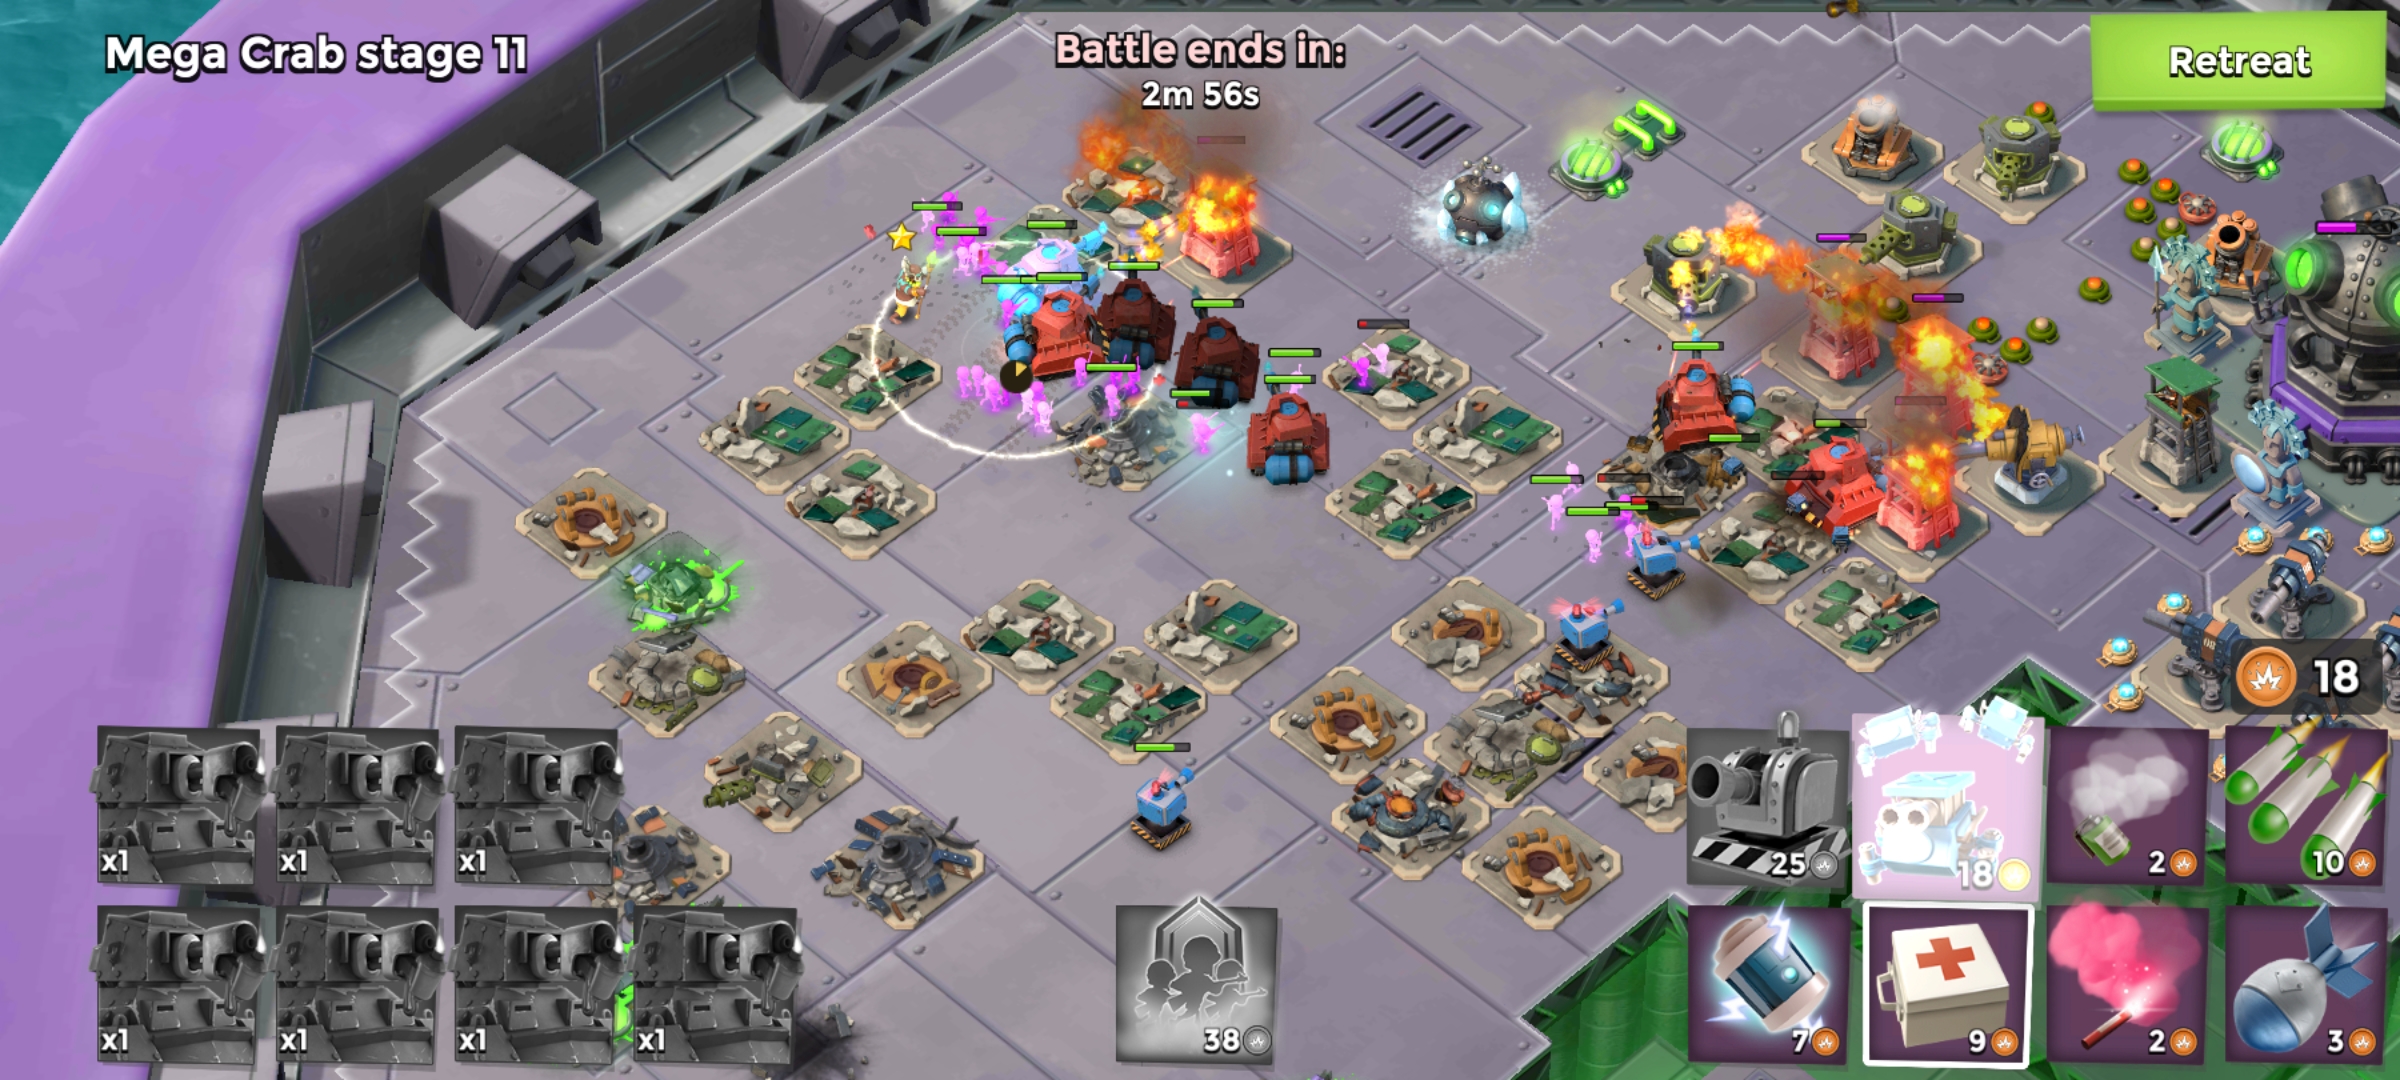 Mega Crab stage 11
Battle ends in:
2m 56s
Retreat
18
x1
x1
x1
25
18
2
10
x1
x1
x1
x1
38
7
9
2
3